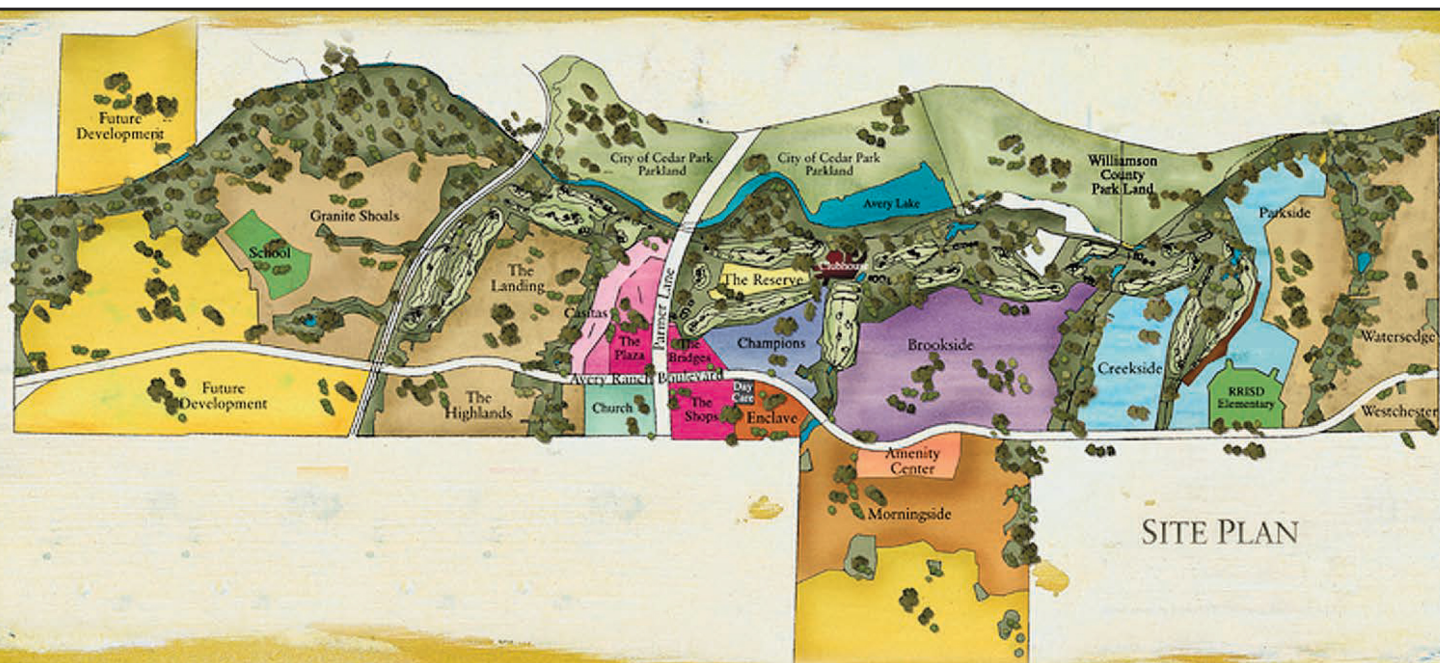 Future
Development
City of Cedar Park
Parkland
City of Cedar Park
Parkland
Williamson
County
Park Land
Avery Lake
Granite Shoals
Parkside
School
The
Landing
The Reserve
Clubhouse
Parmer Lane
Casitas
The
Plaza
The
Bridges
Champions
Brookside
Watersedge
Creekside
Avery Ranch Boulevard
Future
Development
The
Highlands
Church
The
Shops
Day
Care
Enclave
RRISD
Elementary
Westchester
Amenity
Center
Morningside
SITE PLAN